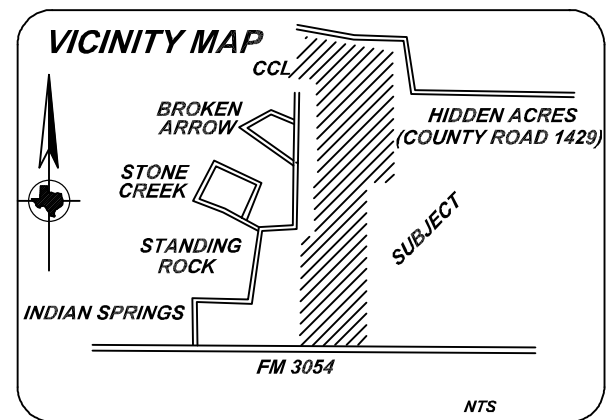 VICINITY MAP
CCL
BROKEN
ARROW
HIDDEN ACRES
(COUNTY ROAD 1429)
STONE
CREEK
SUBJECT
STANDING
ROCK
INDIAN SPRINGS
FM 3054
NTS